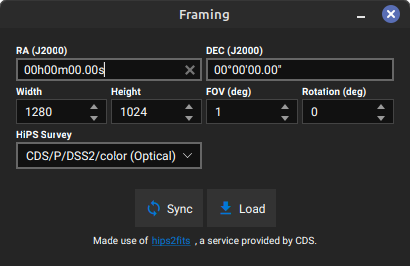 Framing
RA (J2000) DEC (J2000)
00h00m00.00s 00°00'00.00"
Width Height FOV (deg) Rotation (deg)
1280 1024 1 0
HiPS Survey
CDS/P/DSS2/color (Optical)
Sync Load
Made use of hips2fits , a service provided by CDS.